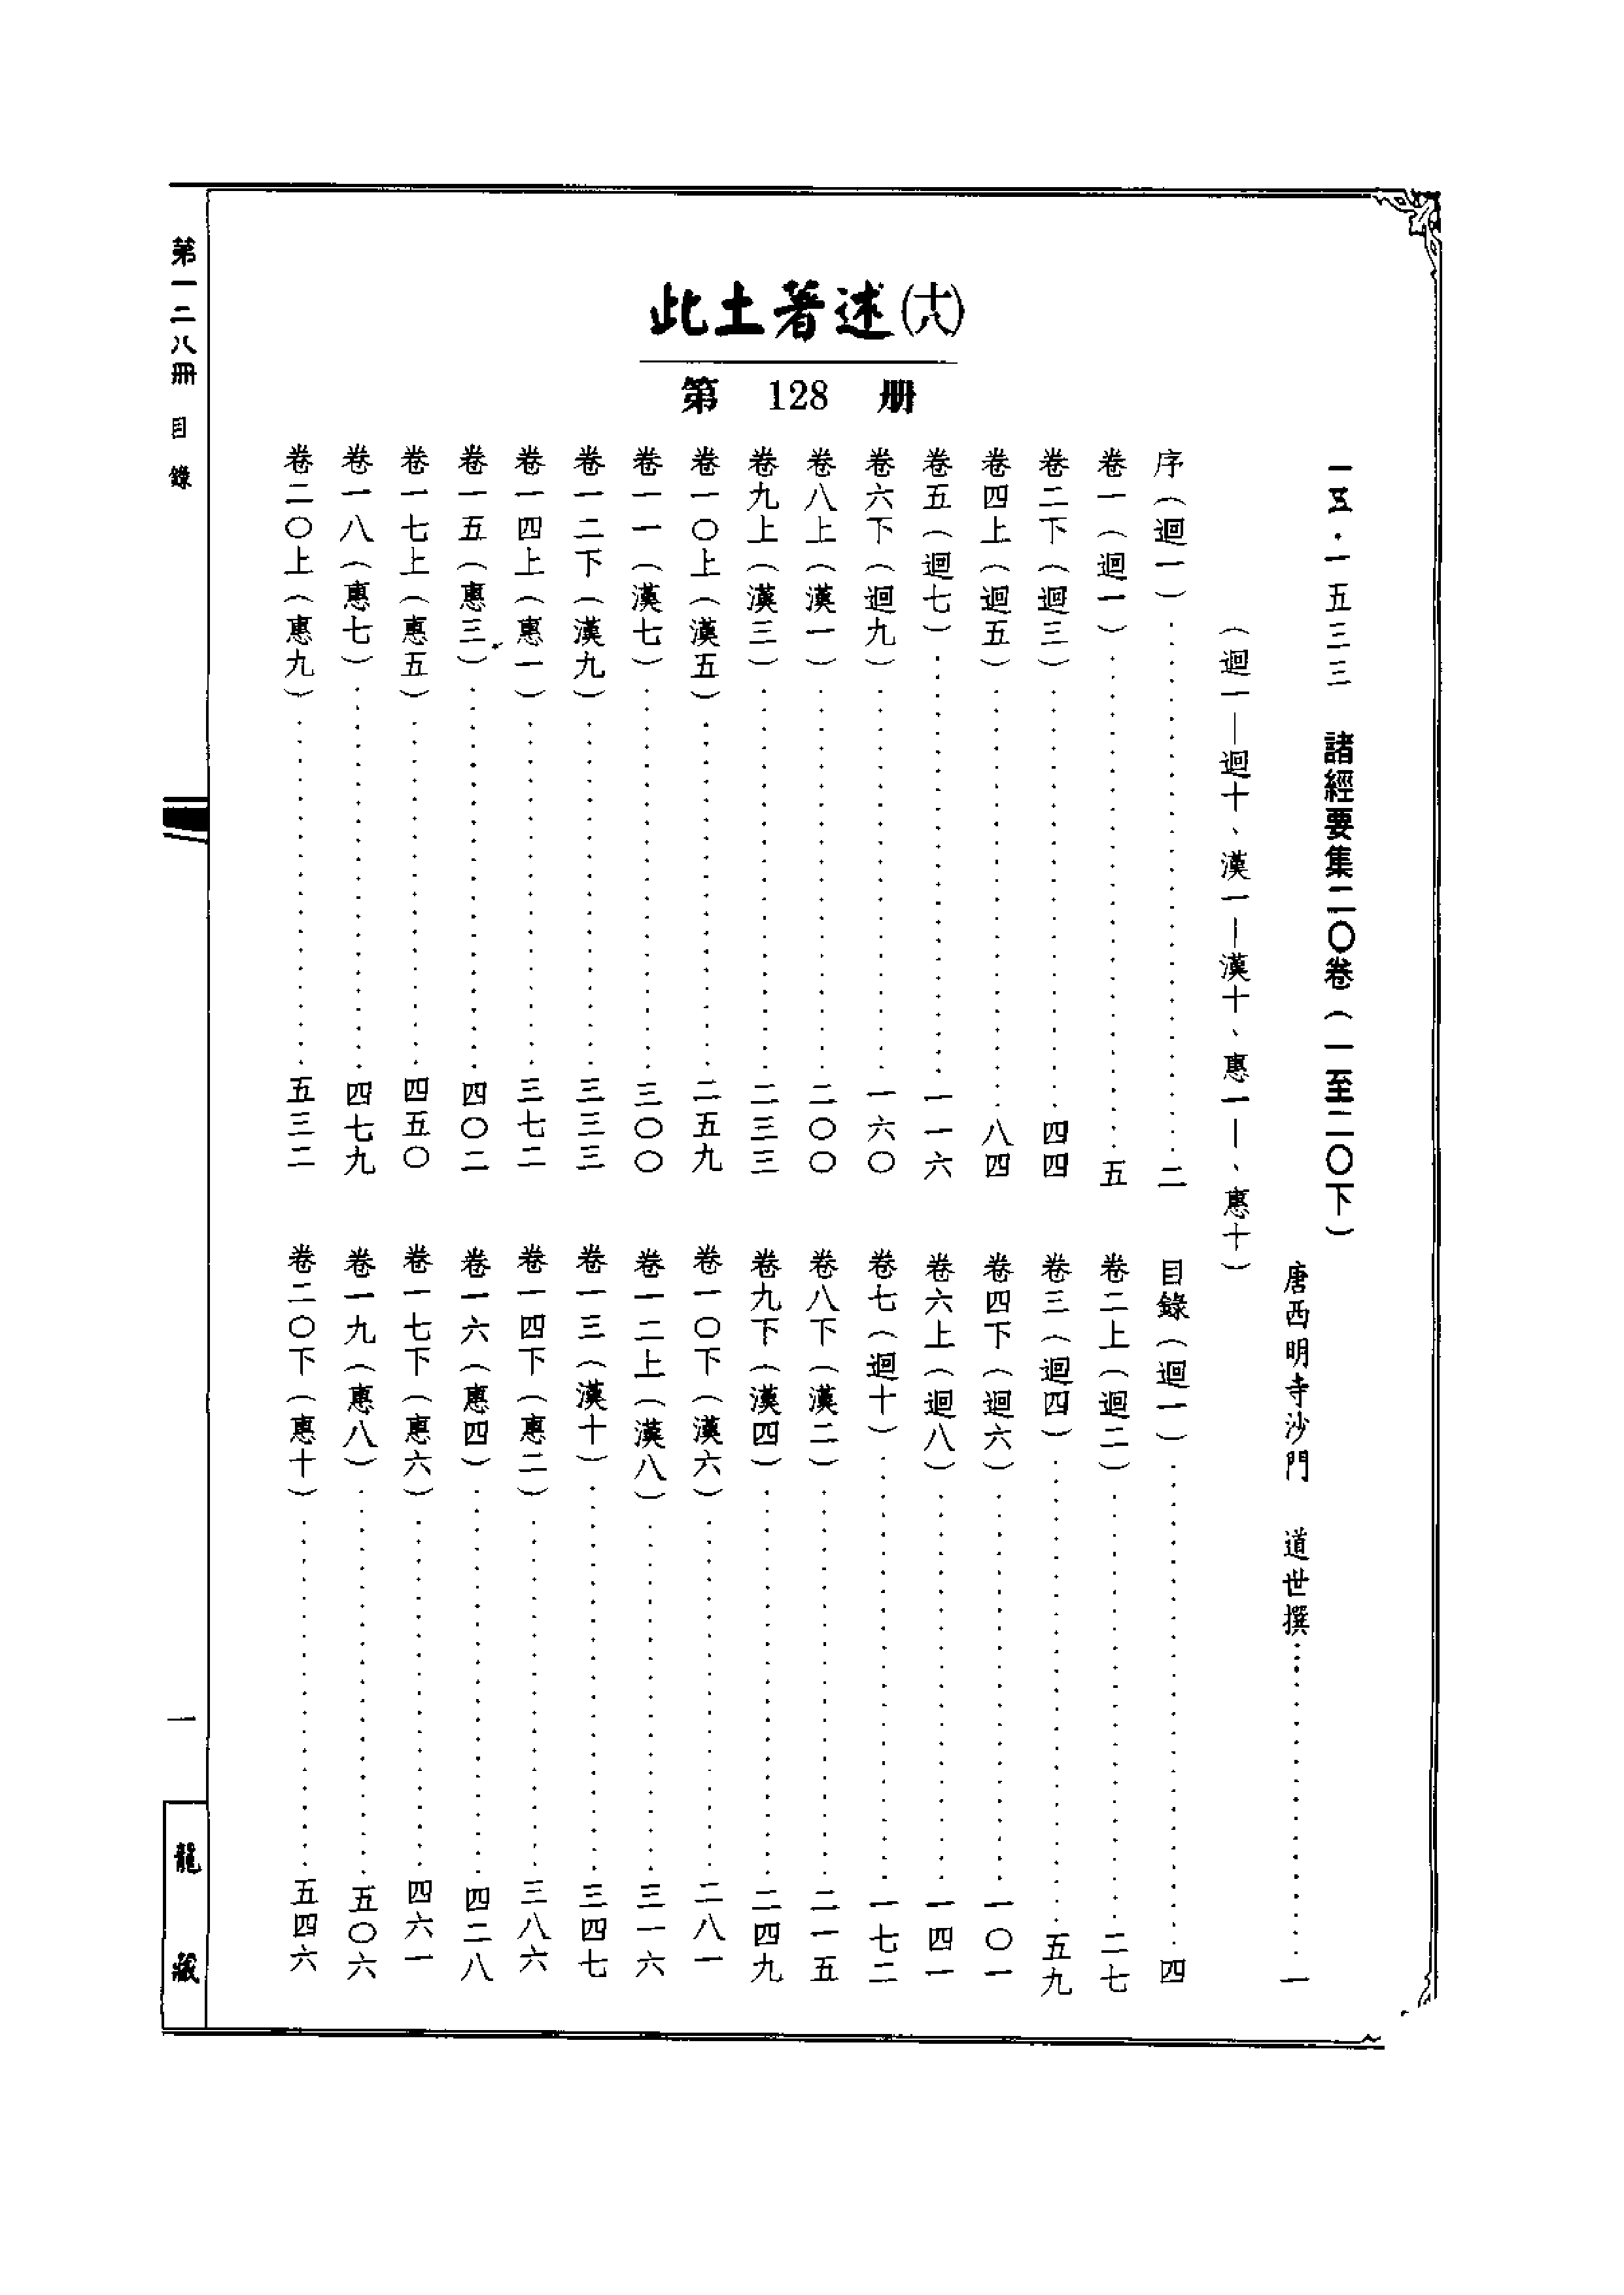 此土著述(十六)
第 128 册
一五·一五三三 諸經要集二〇卷(一至二〇下)
唐西明寺沙門 道世撰……一
(迴一—迴十、漢一—漢十、惠一—、惠十)
序(迴一)……二
目錄(迴一)……四
卷一(迴一)……五
卷二上(迴二)……二七
卷二下(迴三)……四四
卷三(迴四)……五九
卷四上(迴五)……八四
卷四下(迴六)……一〇一
卷五(迴七)……一一六
卷六上(迴八)……一四一
卷六下(迴九)……一六〇
卷七(迴十)……一七二
卷八上(漢一)……二〇〇
卷八下(漢二)……二一五
卷九上(漢三)……二三三
卷九下(漢四)……二四九
卷一〇上(漢五)……二五九
卷一〇下(漢六)……二八一
卷一一(漢七)……三〇〇
卷一二上(漢八)……三一六
卷一二下(漢九)……三三三
卷一三(漢十)……三四七
卷一四上(惠一)……三七二
卷一四下(惠二)……三八六
卷一五(惠三)……四〇二
卷一六(惠四)……四二八
卷一七上(惠五)……四五〇
卷一七下(惠六)……四六一
卷一八(惠七)……四七九
卷一九(惠八)……五〇六
卷二〇上(惠九)……五三二
卷二〇下(惠十)……五四六
第一二八冊 目錄
一
龍藏